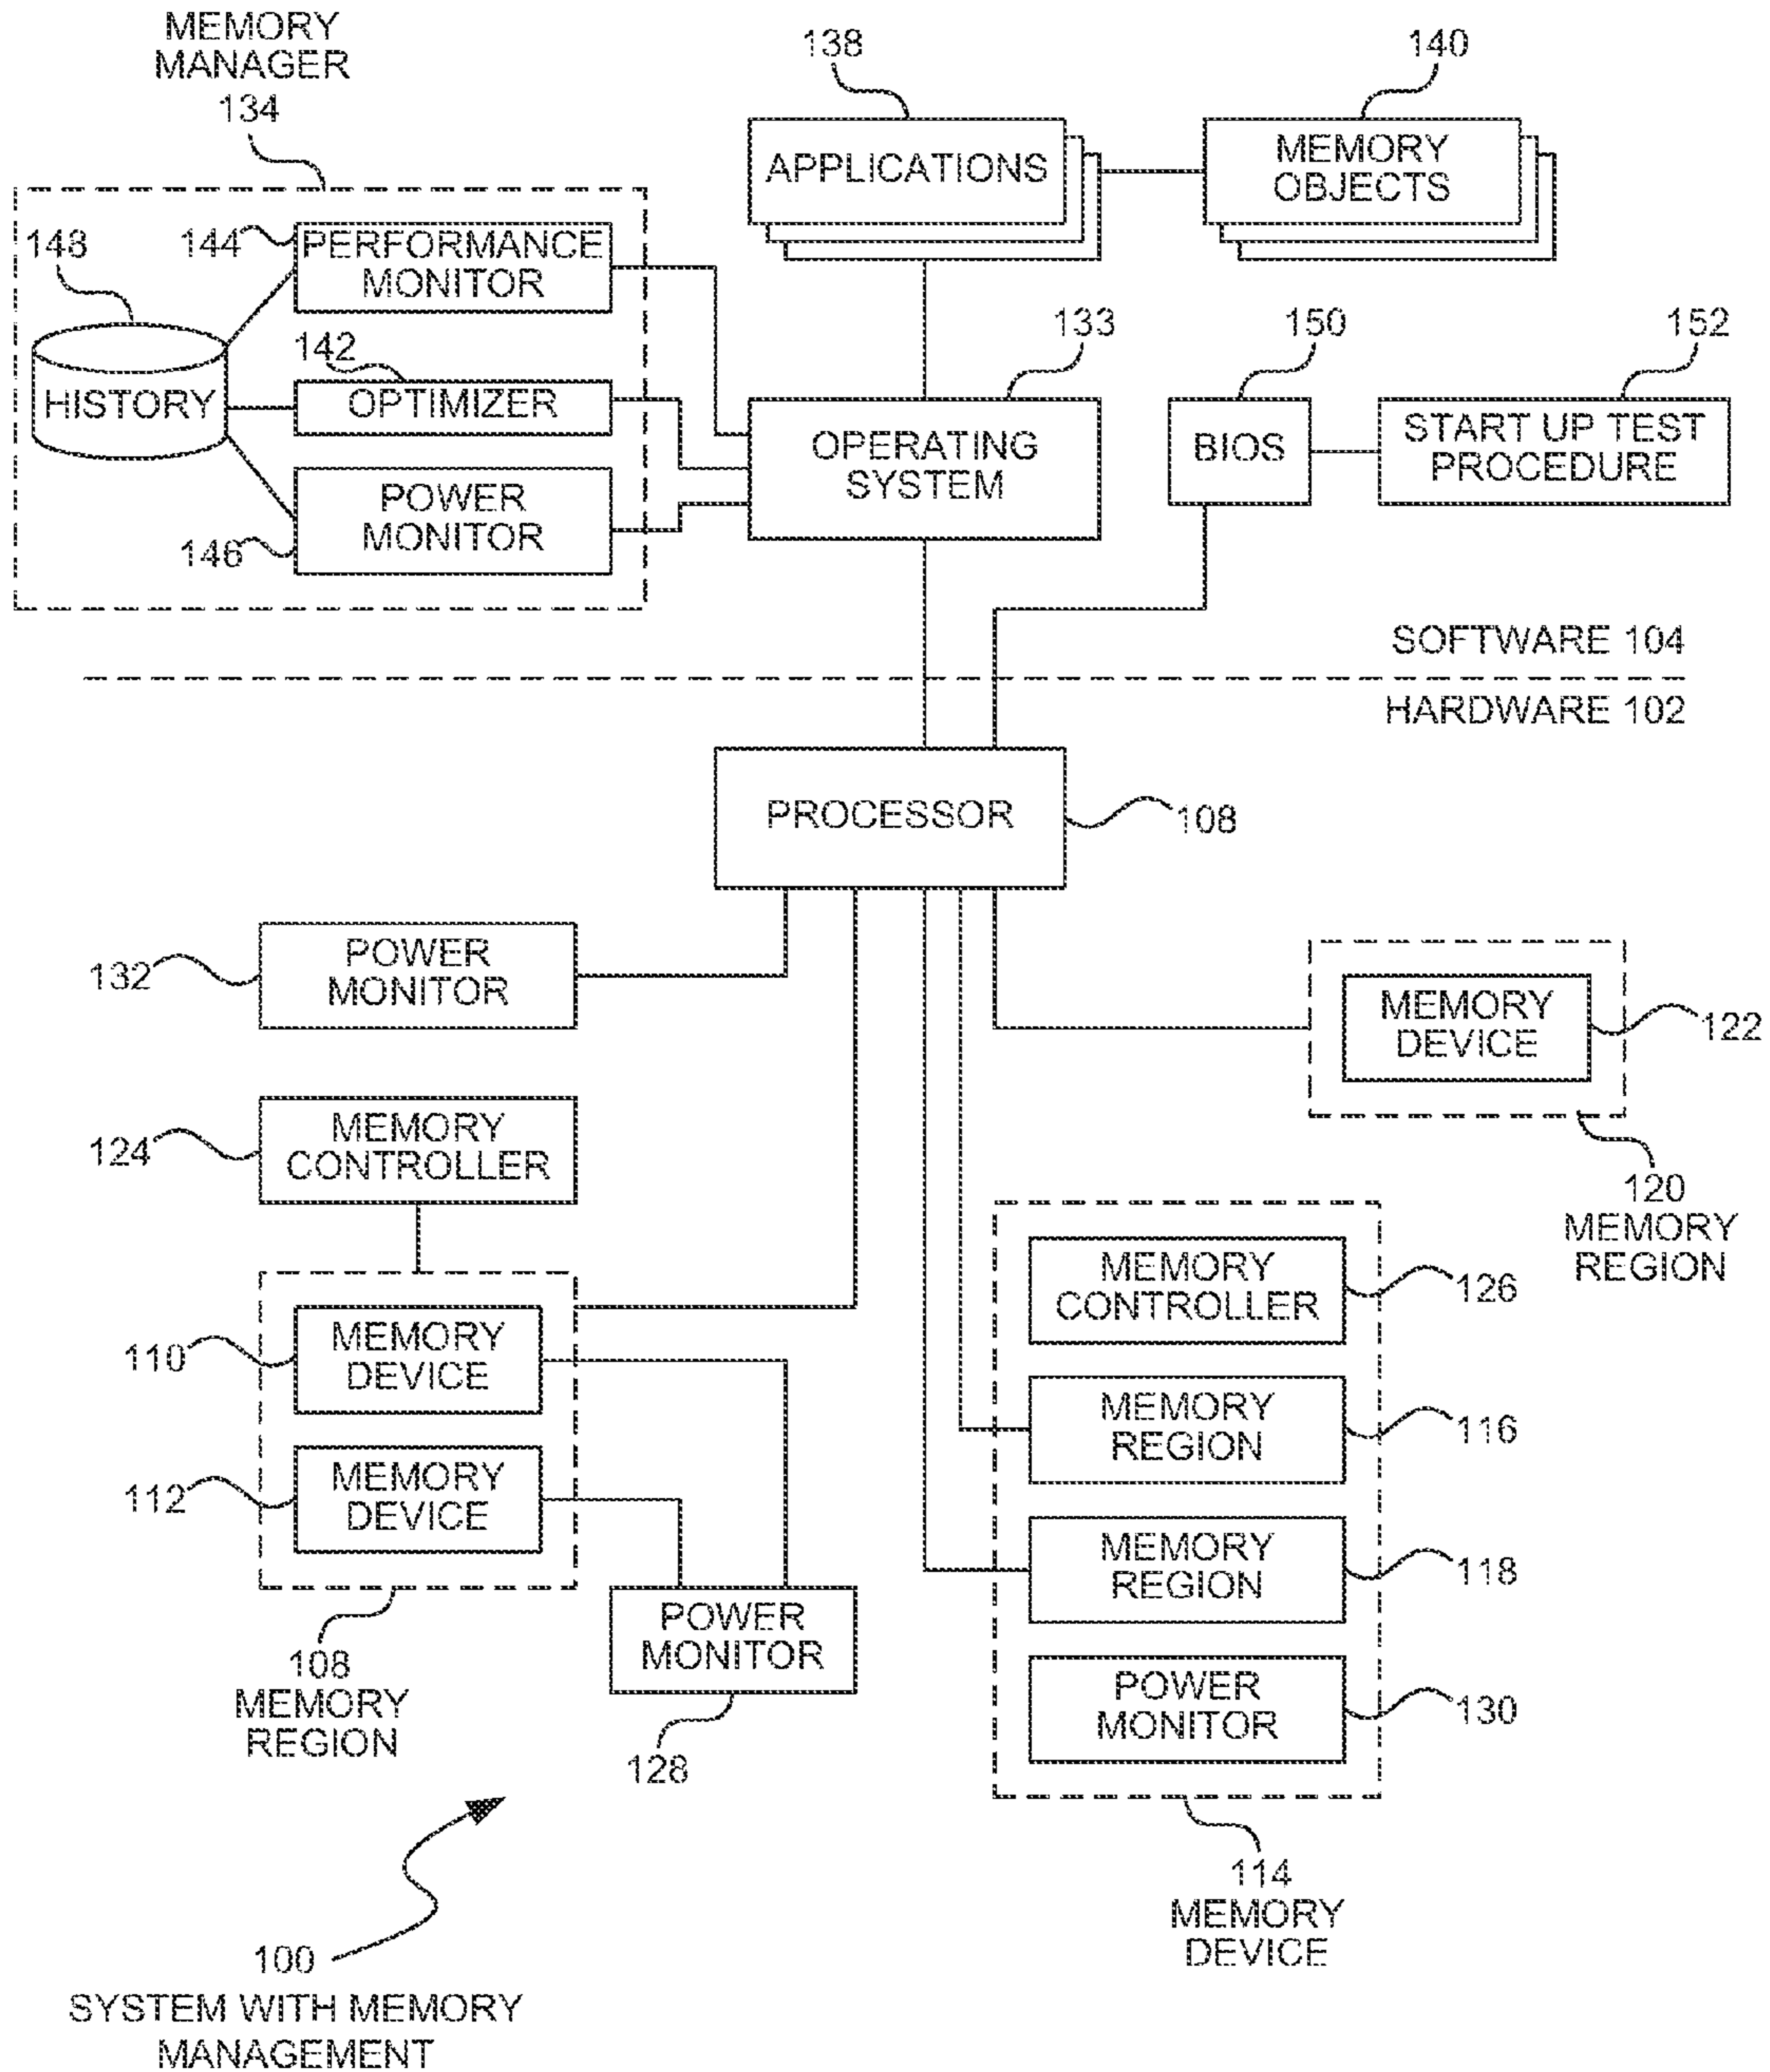 MEMORY
MANAGER
134
138
140
APPLICATIONS
MEMORY
OBJECTS
148
144
PERFORMANCE
MONITOR
142
HISTORY
OPTIMIZER
146
POWER
MONITOR
133
OPERATING
SYSTEM
150
BIOS
152
START UP TEST
PROCEDURE
SOFTWARE 104
HARDWARE 102
PROCESSOR
108
132
POWER
MONITOR
MEMORY
DEVICE
122
120
MEMORY
REGION
124
MEMORY
CONTROLLER
110
MEMORY
DEVICE
112
MEMORY
DEVICE
108
MEMORY
REGION
POWER
MONITOR
128
MEMORY
CONTROLLER
126
MEMORY
REGION
116
MEMORY
REGION
118
POWER
MONITOR
130
114
MEMORY
DEVICE
100
SYSTEM WITH MEMORY
MANAGEMENT